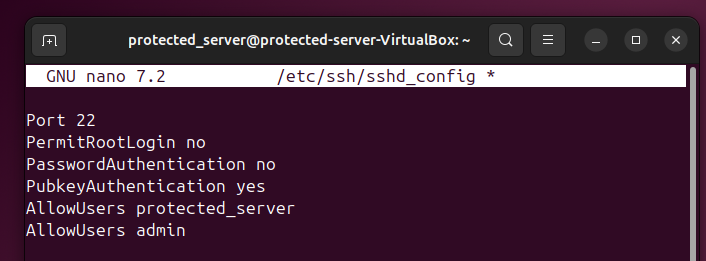 protected_server@protected-server-VirtualBox: ~
GNU nano 7.2 /etc/ssh/sshd_config *
Port 22
PermitRootLogin no
PasswordAuthentication no
PubkeyAuthentication yes
AllowUsers protected_server
AllowUsers admin